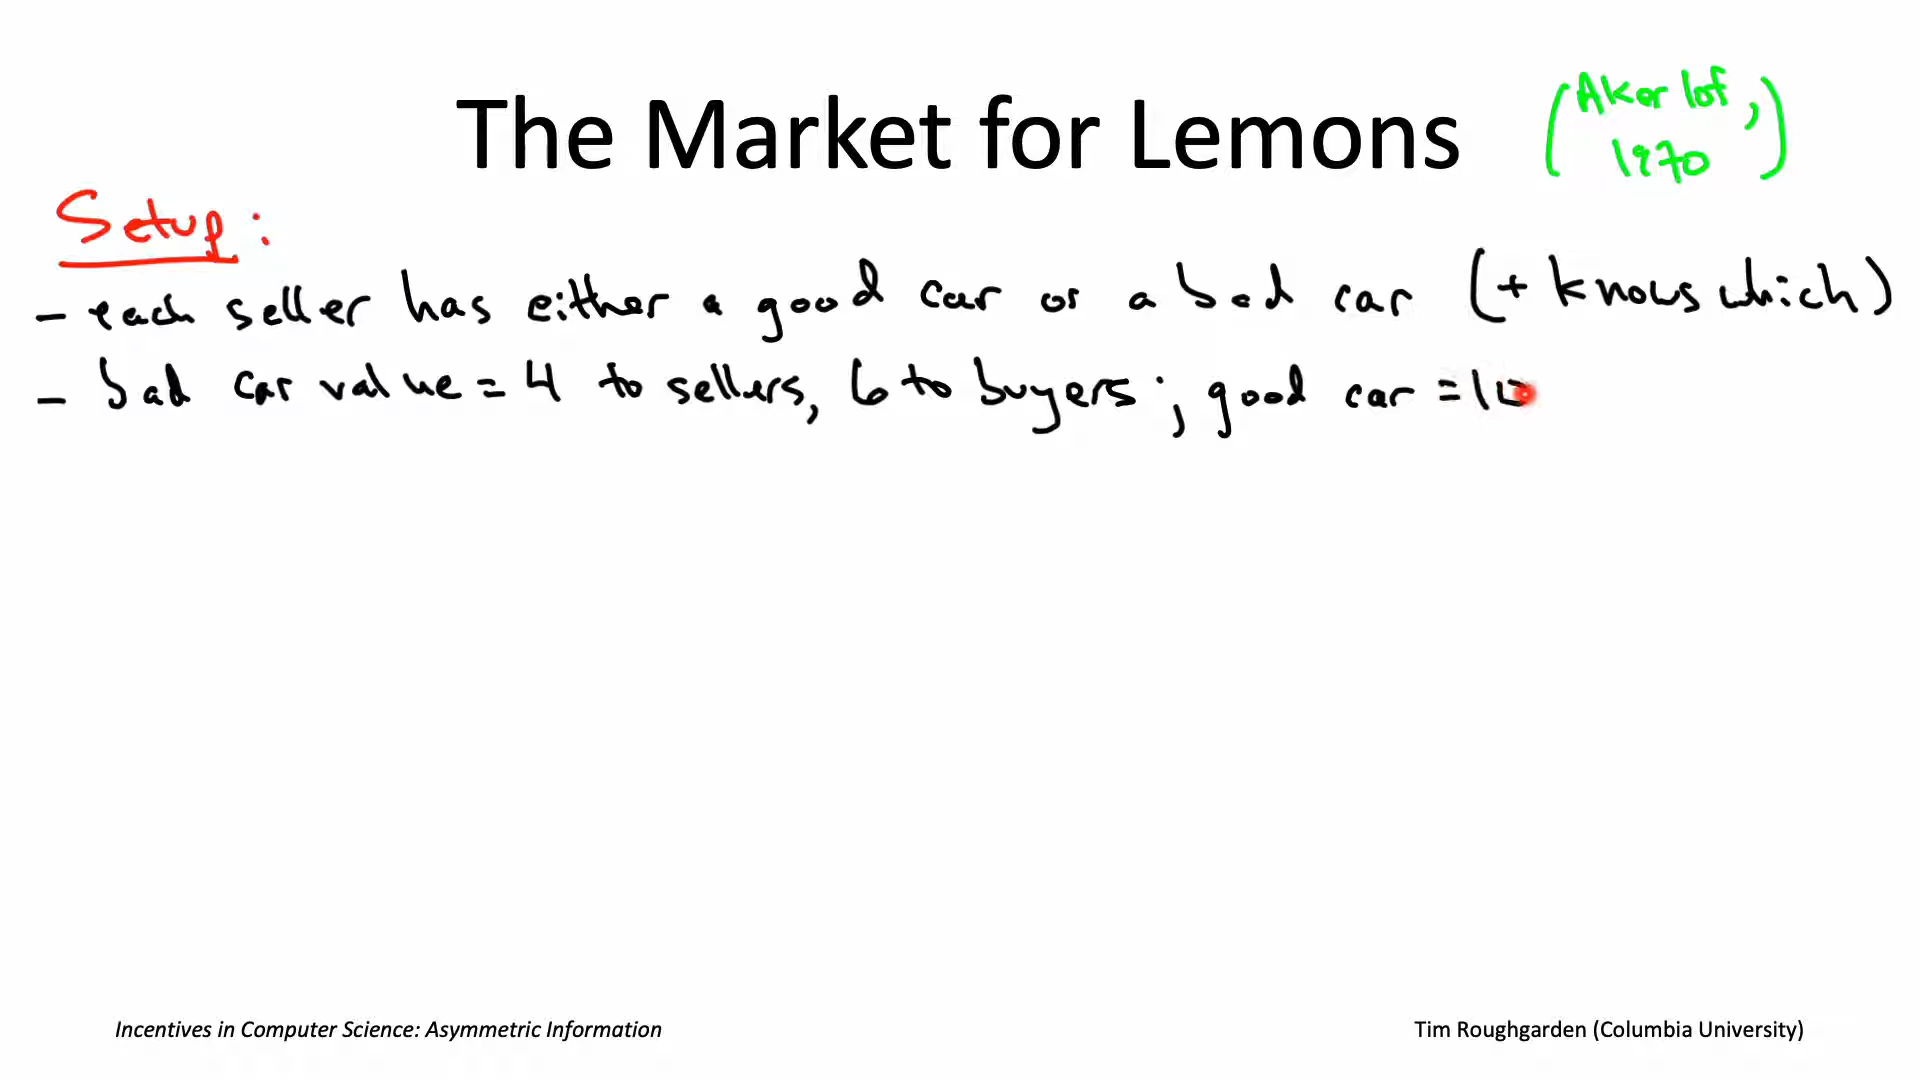 The Market for Lemons
(Akerlof, 1970)
Setup:
- each seller has either a good car or a bad car (+ knows which)
- bad car value = 4 to sellers, 6 to buyers; good car = 10
Incentives in Computer Science: Asymmetric Information
Tim Roughgarden (Columbia University)